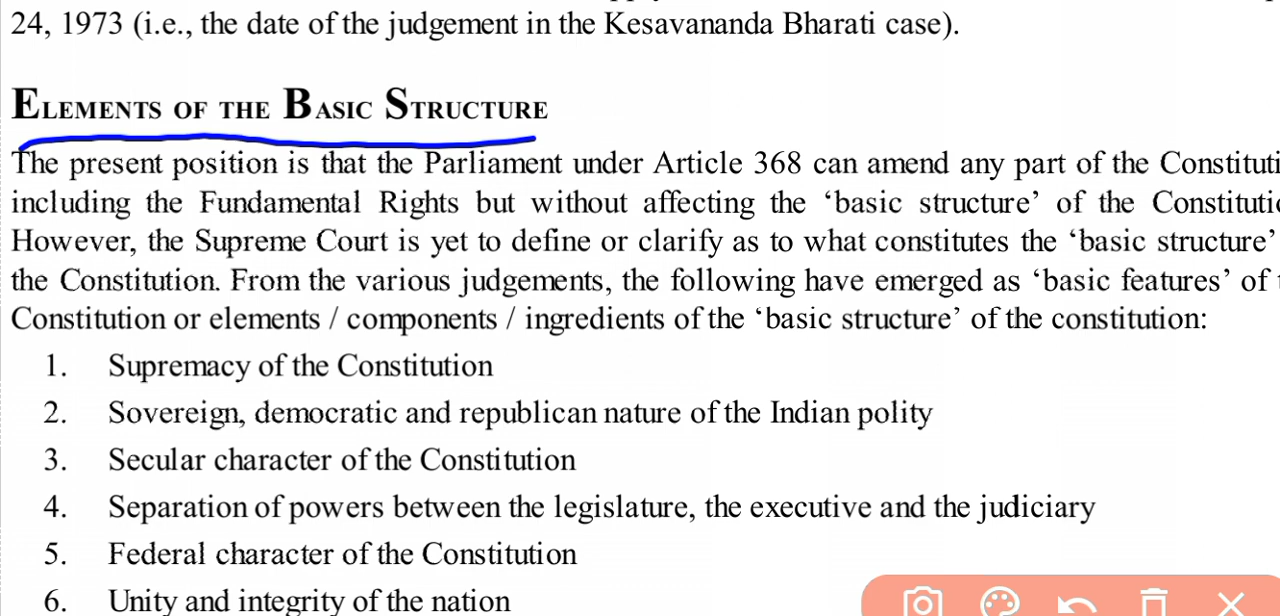 24, 1973 (i.e., the date of the judgement in the Kesavananda Bharati case).
ELEMENTS OF THE BASIC STRUCTURE
The present position is that the Parliament under Article 368 can amend any part of the
including the Fundamental Rights but without affecting the ‘basic structure’ of the
However, the Supreme Court is yet to define or clarify as to what constitutes the ‘basic structure’
the Constitution. From the various judgements, the following have emerged as ‘basic features’ of
Constitution or elements / components / ingredients of the ‘basic structure’ of the constitution:
1. Supremacy of the Constitution
2. Sovereign, democratic and republican nature of the Indian polity
3. Secular character of the Constitution
4. Separation of powers between the legislature, the executive and the judiciary
5. Federal character of the Constitution
6. Unity and integrity of the nation